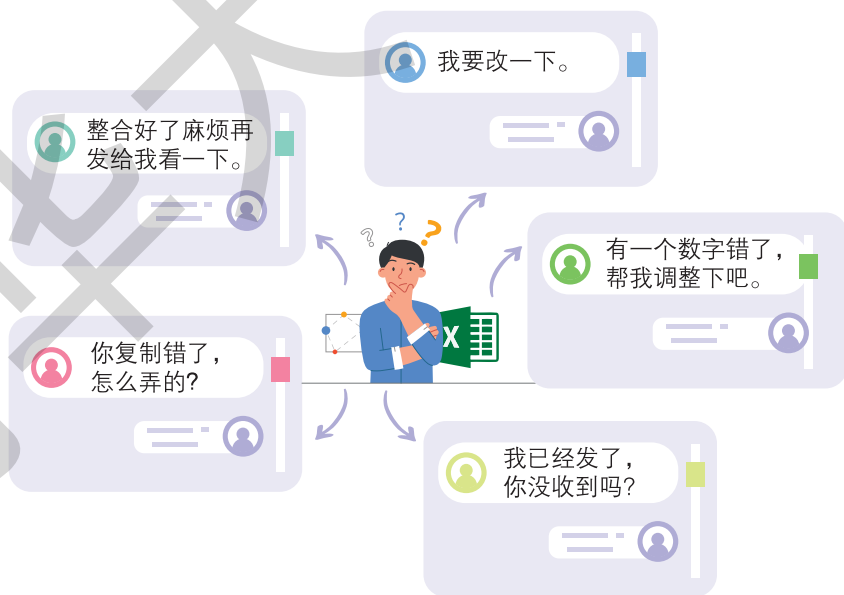 我要改一下。
整合好了麻烦再
发给我看一下。
? ? ?
有一个数字错了，
帮我调整下吧。
X
你复制错了，
怎么弄的?
我已经发了，
你没收到吗?